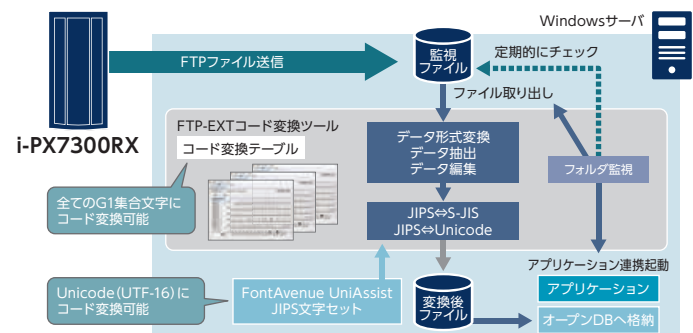 Windowsサーバ
FTPファイル送信
監視
ファイル
定期的にチェック
ファイル取り出し
i-PX7300RX
FTP-EXTコード変換ツール
コード変換テーブル
データ形式変換
データ抽出
データ編集
フォルダ監視
全てのG1集合文字に
コード変換可能
JIPS⇔S-JIS
JIPS⇔Unicode
アプリケーション連携起動
Unicode(UTF-16)に
コード変換可能
FontAvenue UniAssist
JIPS文字セット
変換後
ファイル
アプリケーション
オープンDBへ格納